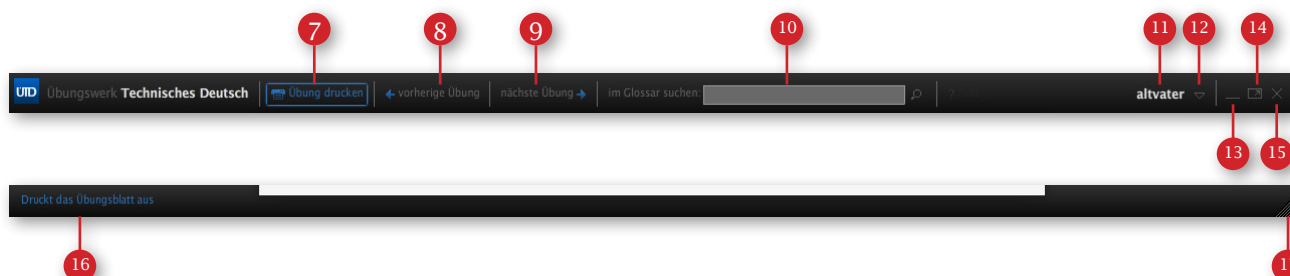 7 8 9 10 11 12 14
UTD Übungswerk Technisches Deutsch Übung drucken vorherige Übung nächste Übung im Glossar suchen: ? altvater
13 15
Druckt das Übungsblatt aus
16